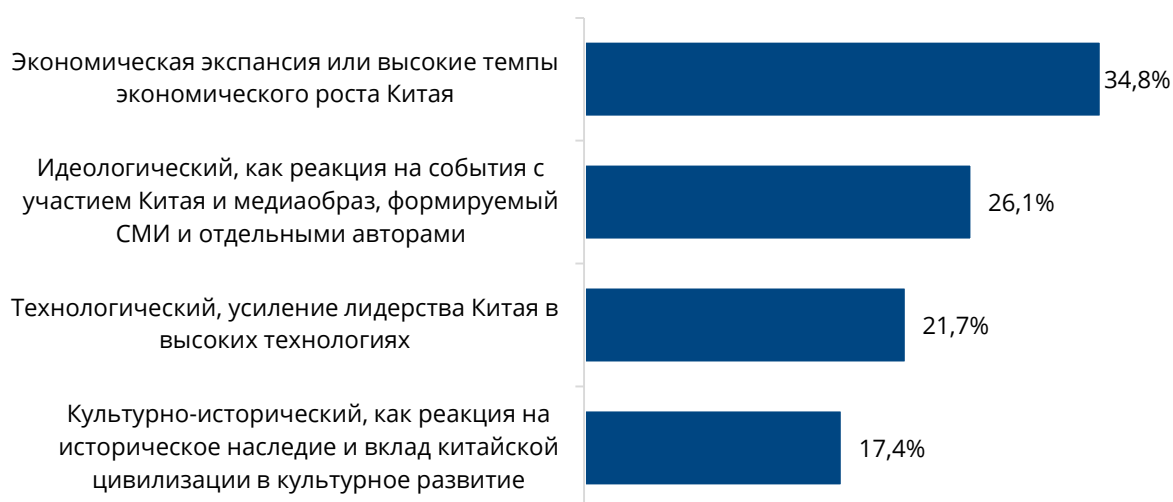 Экономическая экспансия или высокие темпы
экономического роста Китая
34,8%
Идеологический, как реакция на события с
участием Китая и медиаобраз, формируемый
СМИ и отдельными авторами
26,1%
Технологический, усиление лидерства Китая в
высоких технологиях
21,7%
Культурно-исторический, как реакция на
историческое наследие и вклад китайской
цивилизации в культурное развитие
17,4%